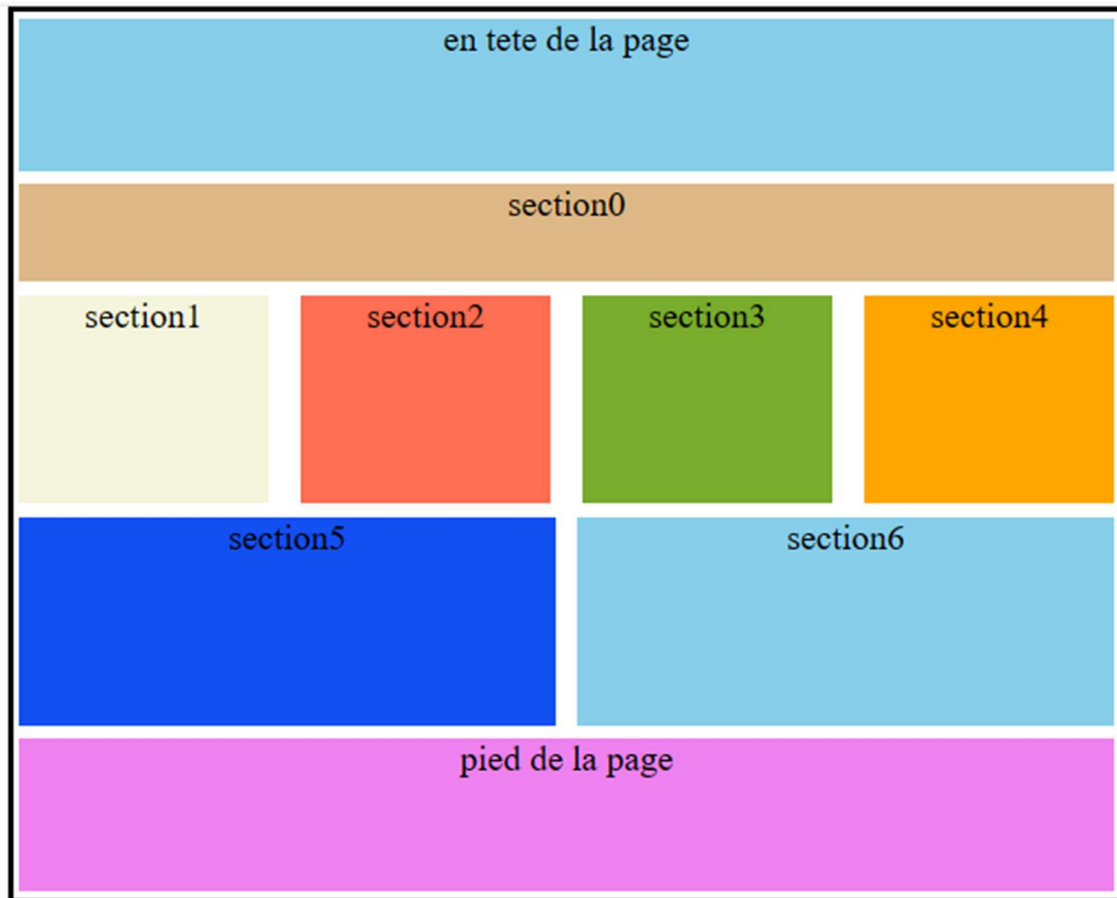 en tete de la page
section0
section1
section2
section3
section4
section5
section6
pied de la page